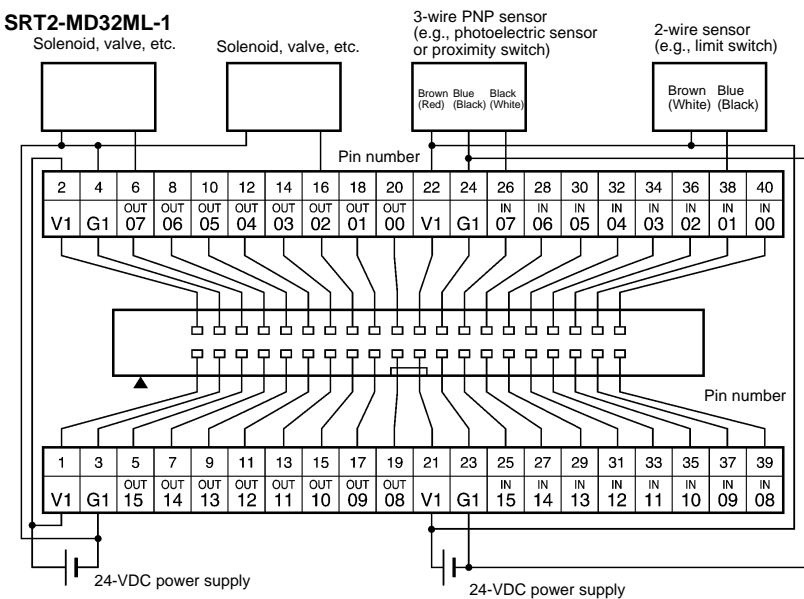 SRT2-MD32ML-1
Solenoid, valve, etc.
Solenoid, valve, etc.
3-wire PNP sensor
(e.g., photoelectric sensor
or proximity switch)
2-wire sensor
(e.g., limit switch)
Brown Blue Black
(Red) (Black) (White)
Brown Blue
(White) (Black)
Pin number
2 4 6 8 10 12 14 16 18 20 22 24 26 28 30 32 34 36 38 40
V1 G1 OUT 07 OUT 06 OUT 05 OUT 04 OUT 03 OUT 02 OUT 01 OUT 00 V1 G1 IN 07 IN 06 IN 05 IN 04 IN 03 IN 02 IN 01 IN 00
Pin number
1 3 5 7 9 11 13 15 17 19 21 23 25 27 29 31 33 35 37 39
V1 G1 OUT 15 OUT 14 OUT 13 OUT 12 OUT 11 OUT 10 OUT 09 OUT 08 V1 G1 IN 15 IN 14 IN 13 IN 12 IN 11 IN 10 IN 09 IN 08
24-VDC power supply
24-VDC power supply